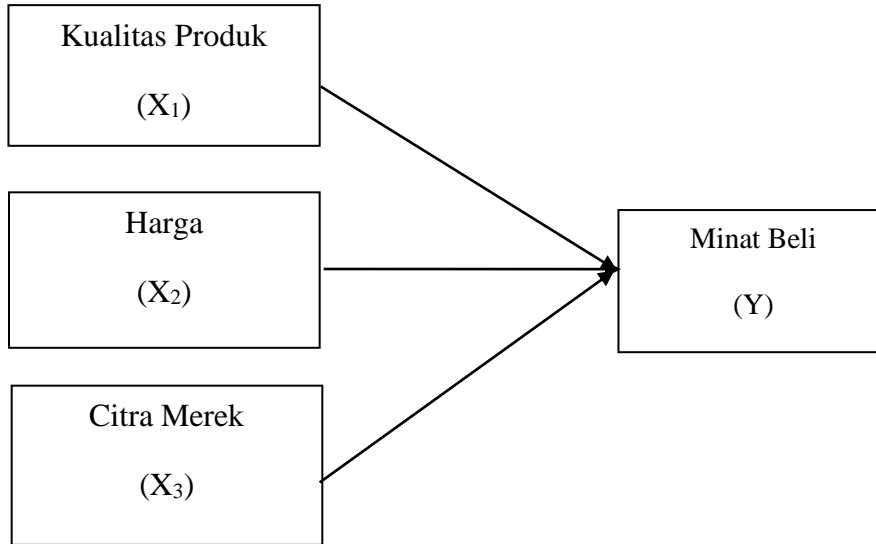 Kualitas Produk
(X₁)
Harga
(X₂)
Citra Merek
(X₃)
Minat Beli
(Y)